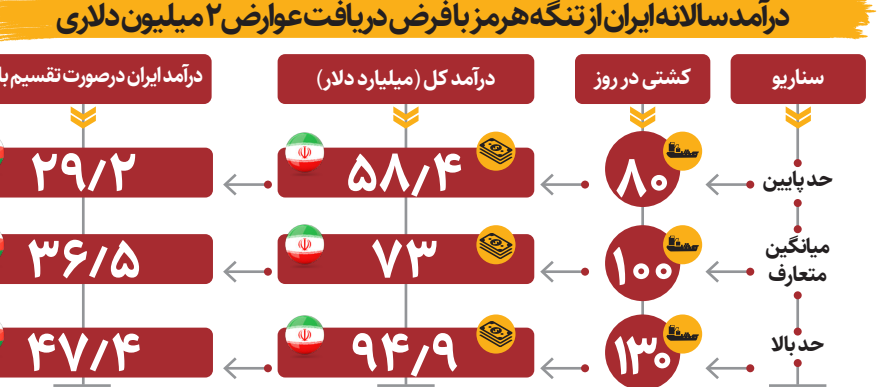 درآمد سالانه ایران از تنگه هرمز با فرض دریافت عوارض ۲ میلیون دلاری
سناریو
کشتی در روز
درآمد کل (میلیارد دلار)
درآمد ایران درصورت تقسیم با
حد پایین
۸۰
۵۸٫۴
۲۹٫۲
میانگین
متعارف
۱۰۰
۷۳
۳۶٫۵
حد بالا
۱۳۰
۹۴٫۹
۴۷٫۴